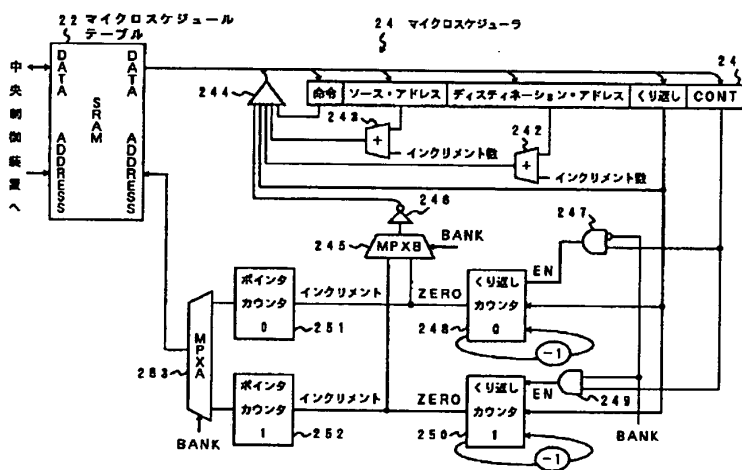 22 マイクロスケジュール
テーブル
24 マイクロスケジューラ
中央制御装置へ
DATA
ADDRESS
SRAM
DATA
ADDRESS
24
244
命令 ソース・アドレス ディスティネーション・アドレス くり返し CONT
243
+
インクリメント数
242
+
インクリメント数
246
245
MPXB
BANK
247
EN
ポインタ
カウンタ
0
インクリメント
251
ZERO
くり返し
カウンタ
0
248
-1
MPXA
253
BANK
ポインタ
カウンタ
1
インクリメント
252
ZERO
くり返し
カウンタ
1
EN
249
250
-1
BANK